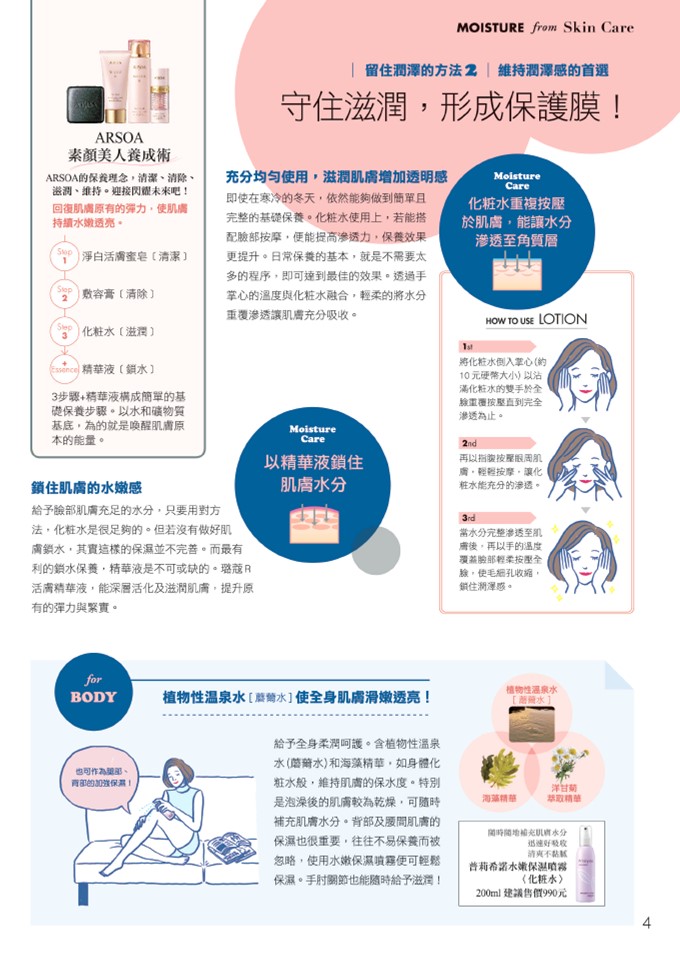 MOISTURE from Skin Care
｜留住潤澤的方法2｜維持潤澤感的首選
守住滋潤，形成保護膜！
ARSOA
素顏美人養成術
ARSOA的保養理念，清潔、清除、
滋潤、維持。迎接閃耀未來吧！
回復肌膚原有的彈力，使肌膚
持續水嫩透亮。
Step 1 淨白活膚蜜皂〔清潔〕
Step 2 敷容膏〔清除〕
Step 3 化粧水〔滋潤〕
+ Essence 精華液〔鎖水〕
3步驟+精華液構成簡單的基
礎保養步驟。以水和礦物質
基底，為的就是喚醒肌膚原
本的能量。
充分均勻使用，滋潤肌膚增加透明感
即使在寒冷的冬天，依然能夠做到簡單且
完整的基礎保養。化粧水使用上，若能搭
配臉部按摩，便能提高滲透力，保養效果
更提升。日常保養的基本，就是不需要太
多的程序，即可達到最佳的效果。透過手
掌心的溫度與化粧水融合，輕柔的將水分
重覆滲透讓肌膚充分吸收。
Moisture
Care
化粧水重複按壓
於肌膚，能讓水分
滲透至角質層
HOW TO USE LOTION
1st
將化粧水倒入掌心(約
10元硬幣大小)以沾
滿化粧水的雙手於全
臉重覆按壓直到完全
滲透為止。
2nd
再以指腹按壓眼周肌
膚，輕輕按摩，讓化
粧水能充分的滲透。
3rd
當水分完整滲透至肌
膚後，再以手的溫度
覆蓋臉部輕柔按壓全
臉，使毛細孔收縮，
鎖住潤澤感。
Moisture
Care
以精華液鎖住
肌膚水分
鎖住肌膚的水嫩感
給予臉部肌膚充足的水分，只要用對方
法，化粧水是很足夠的。但若沒有做好肌
膚鎖水，其實這樣的保濕並不完善。而最有
利的鎖水保養，精華液是不可或缺的。璐蔻R
活膚精華液，能深層活化及滋潤肌膚，提升原
有的彈力與緊實。
for
BODY
植物性溫泉水［蘑薾水］使全身肌膚滑嫩透亮！
也可作為腿部、
背部的加強保濕！
給予全身柔潤呵護。含植物性溫泉
水(蘑薾水)和海藻精華，如身體化
粧水般，維持肌膚的保水度。特別
是泡澡後的肌膚較為乾燥，可隨時
補充肌膚水分。背部及腰間肌膚的
保濕也很重要，往往不易保養而被
忽略，使用水嫩保濕噴霧便可輕鬆
保濕。手肘關節也能隨時給予滋潤！
植物性溫泉水
［蘑薾水］
海藻精華
洋甘菊
萃取精華
隨時隨地補充肌膚水分
迅速好吸收
清爽不黏膩
普莉希諾水嫩保濕噴霧
〈化粧水〉
200ml 建議售價990元
4